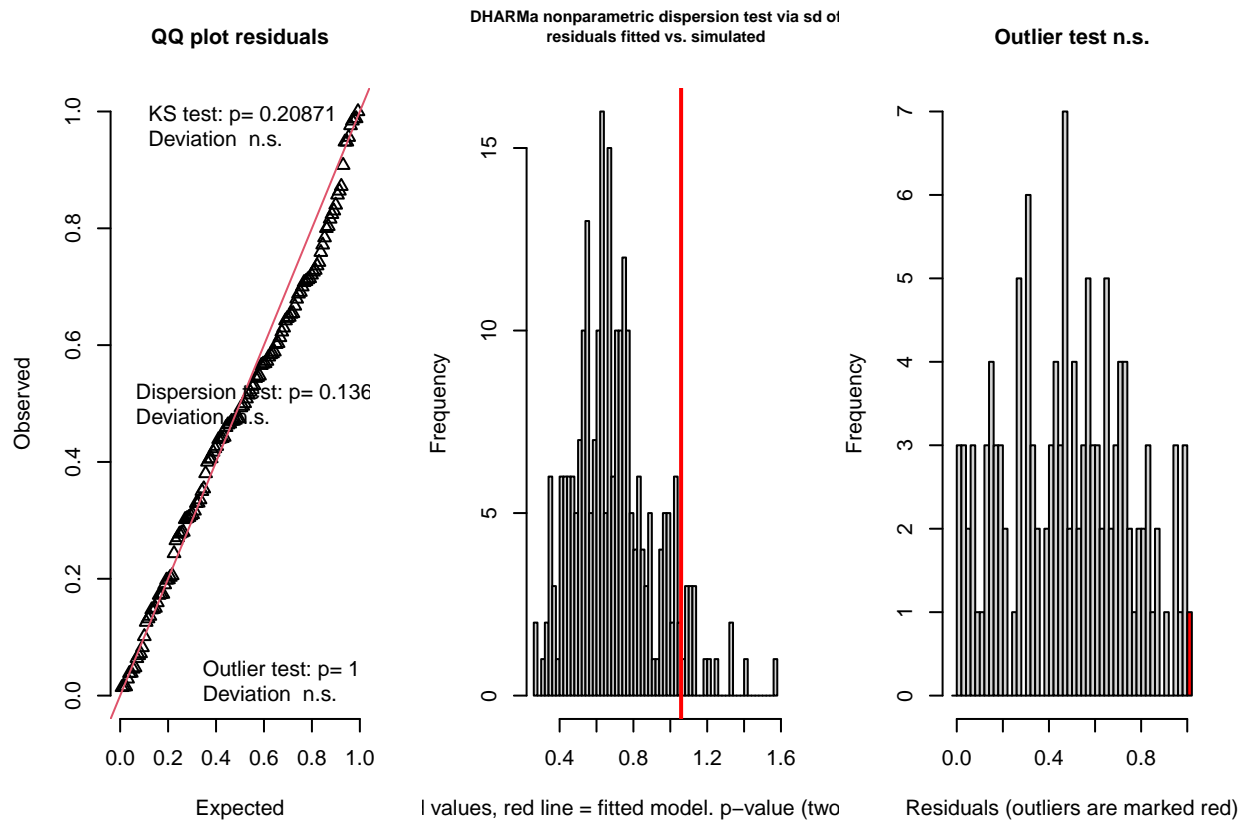 QQ plot residuals
KS test: p= 0.20871
Deviation n.s.
Dispersion test: p= 0.136
Deviation n.s.
Outlier test: p= 1
Deviation n.s.
Observed
0.0 0.2 0.4 0.6 0.8 1.0
0.0 0.2 0.4 0.6 0.8 1.0
Expected
DHARMa nonparametric dispersion test via sd of
residuals fitted vs. simulated
Frequency
0 5 10 15
0.4 0.8 1.2 1.6
l values, red line = fitted model. p−value (two
Outlier test n.s.
Frequency
0 1 2 3 4 5 6 7
0.0 0.4 0.8
Residuals (outliers are marked red)